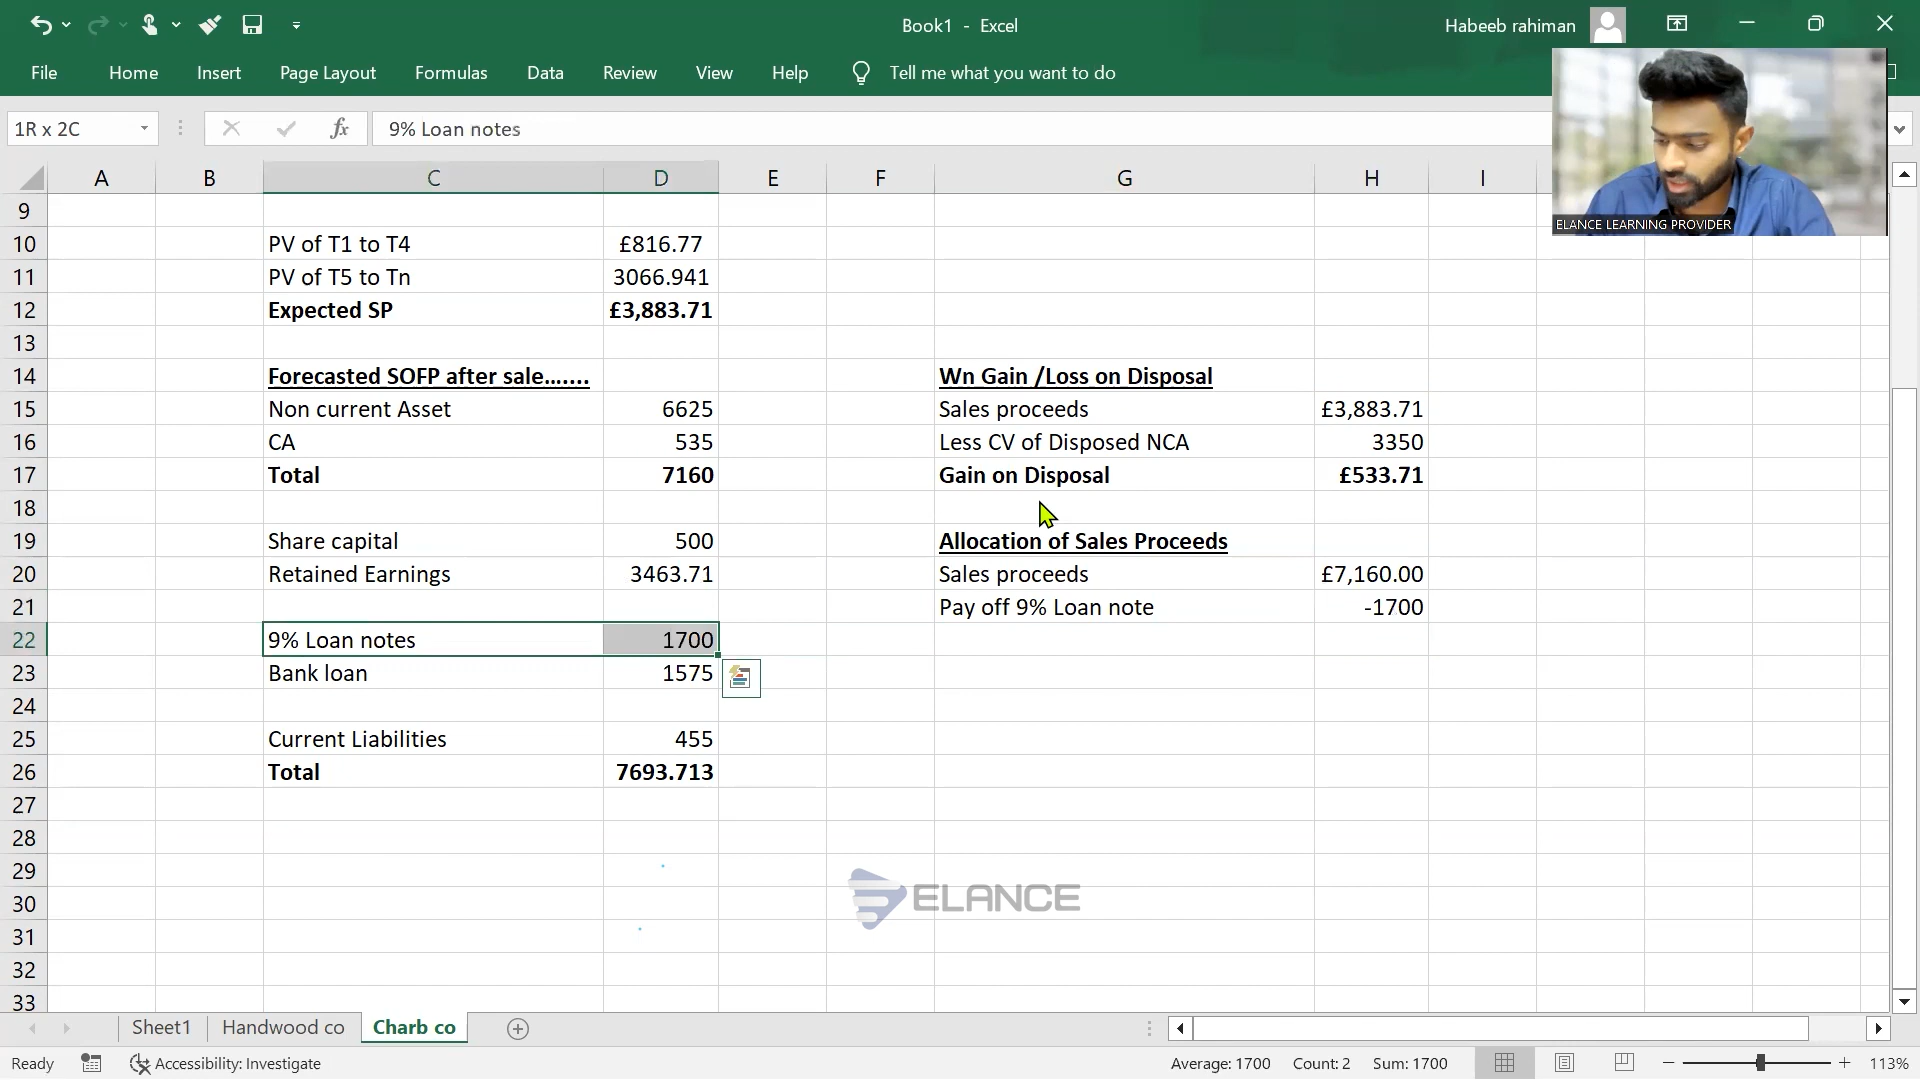 Book1 - Excel
Habeeb rahiman
File Home Insert Page Layout Formulas Data Review View Help Tell me what you want to do
1R x 2C fx 9% Loan notes
ELANCE LEARNING PROVIDER
A B C D E F G H I
9
10 PV of T1 to T4 £816.77
11 PV of T5 to Tn 3066.941
12 Expected SP £3,883.71
13
14 Forecasted SOFP after sale....... Wn Gain /Loss on Disposal
15 Non current Asset 6625 Sales proceeds £3,883.71
16 CA 535 Less CV of Disposed NCA 3350
17 Total 7160 Gain on Disposal £533.71
18
19 Share capital 500 Allocation of Sales Proceeds
20 Retained Earnings 3463.71 Sales proceeds £7,160.00
21 Pay off 9% Loan note -1700
22 9% Loan notes 1700
23 Bank loan 1575
24
25 Current Liabilities 455
26 Total 7693.713
27
28
29
30 ELANCE
31
32
33
Sheet1 Handwood co Charb co
Ready Accessibility: Investigate Average: 1700 Count: 2 Sum: 1700 113%